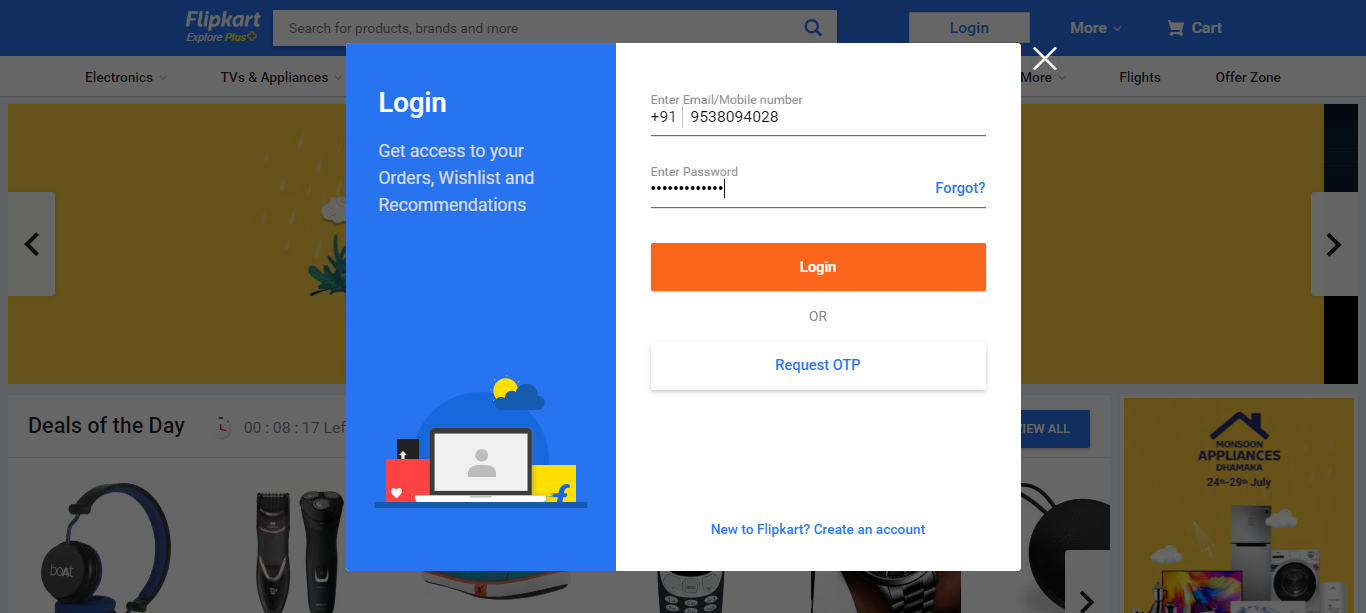 Flipkart
Explore Plus
Search for products, brands and more
Login
More
Cart
Electronics
TVs & Appliances
More
Flights
Offer Zone
Login
Get access to your
Orders, Wishlist and
Recommendations
Enter Email/Mobile number
+91 9538094028
Enter Password
•••••••••••••
Forgot?
Login
OR
Request OTP
New to Flipkart? Create an account
Deals of the Day
00 : 08 : 17 Lef
VIEW ALL
boAt
MONSOON
APPLIANCES
DHAMAKA
24th-29th July